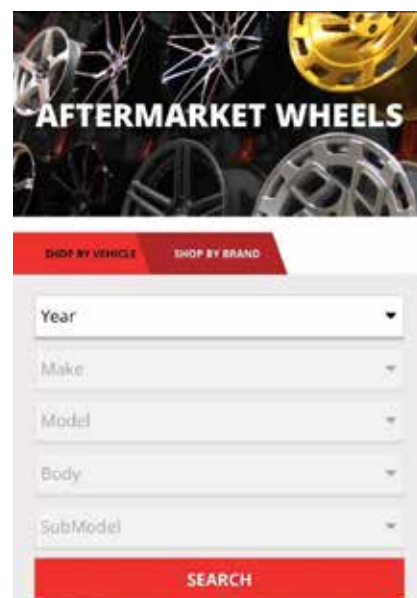 AFTERMARKET WHEELS
SHOP BY VEHICLE SHOP BY BRAND
Year
Make
Model
Body
SubModel
SEARCH